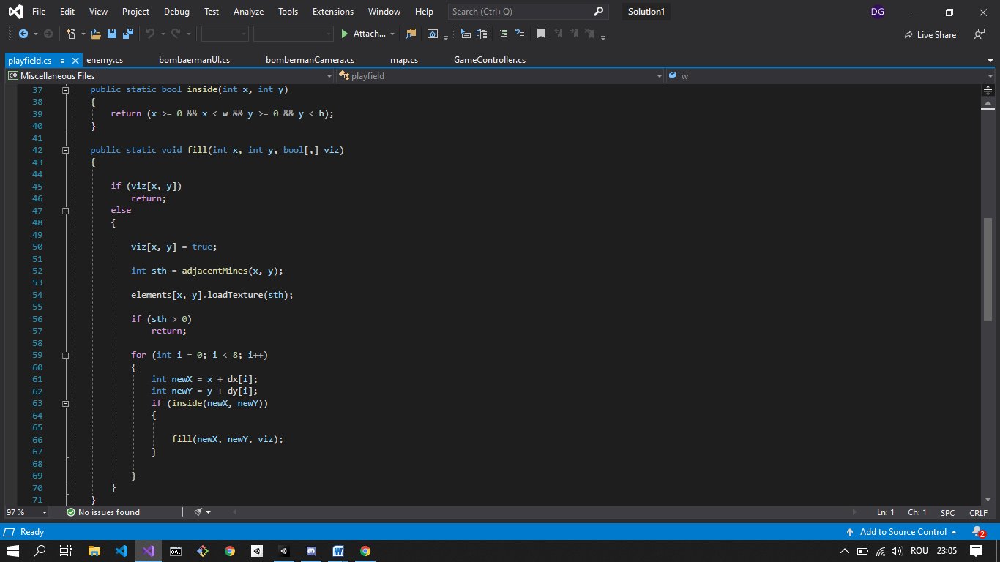 File Edit View Project Debug Test Analyze Tools Extensions Window Help Search (Ctrl+Q) Solution1 DG
Attach... Live Share
playfield.cs enemy.cs bombaermanUI.cs bombermanCamera.cs map.cs GameController.cs
C# Miscellaneous Files playfield w
37 public static bool inside(int x, int y)
38 {
39 return (x >= 0 && x < w && y >= 0 && y < h);
40 }
41
42 public static void fill(int x, int y, bool[,] viz)
43 {
44
45 if (viz[x, y])
46 return;
47 else
48 {
49
50 viz[x, y] = true;
51
52 int sth = adjacentMines(x, y);
53
54 elements[x, y].loadTexture(sth);
55
56 if (sth > 0)
57 return;
58
59 for (int i = 0; i < 8; i++)
60 {
61 int newX = x + dx[i];
62 int newY = y + dy[i];
63 if (inside(newX, newY))
64 {
65
66 fill(newX, newY, viz);
67 }
68
69 }
70 }
71 }
97 % No issues found Ln: 1 Ch: 1 SPC CRLF
Ready Add to Source Control 2
ROU 23:05